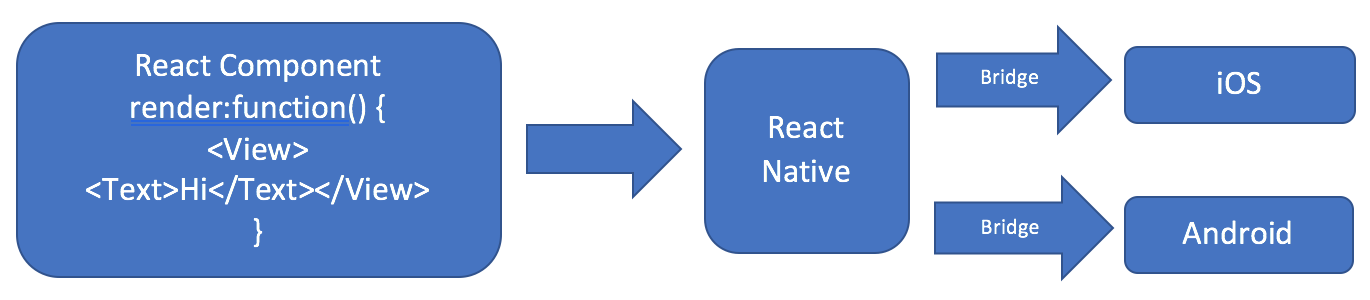 React Component
render:function() {
<View>
<Text>Hi</Text></View>
}
React
Native
Bridge
iOS
Bridge
Android